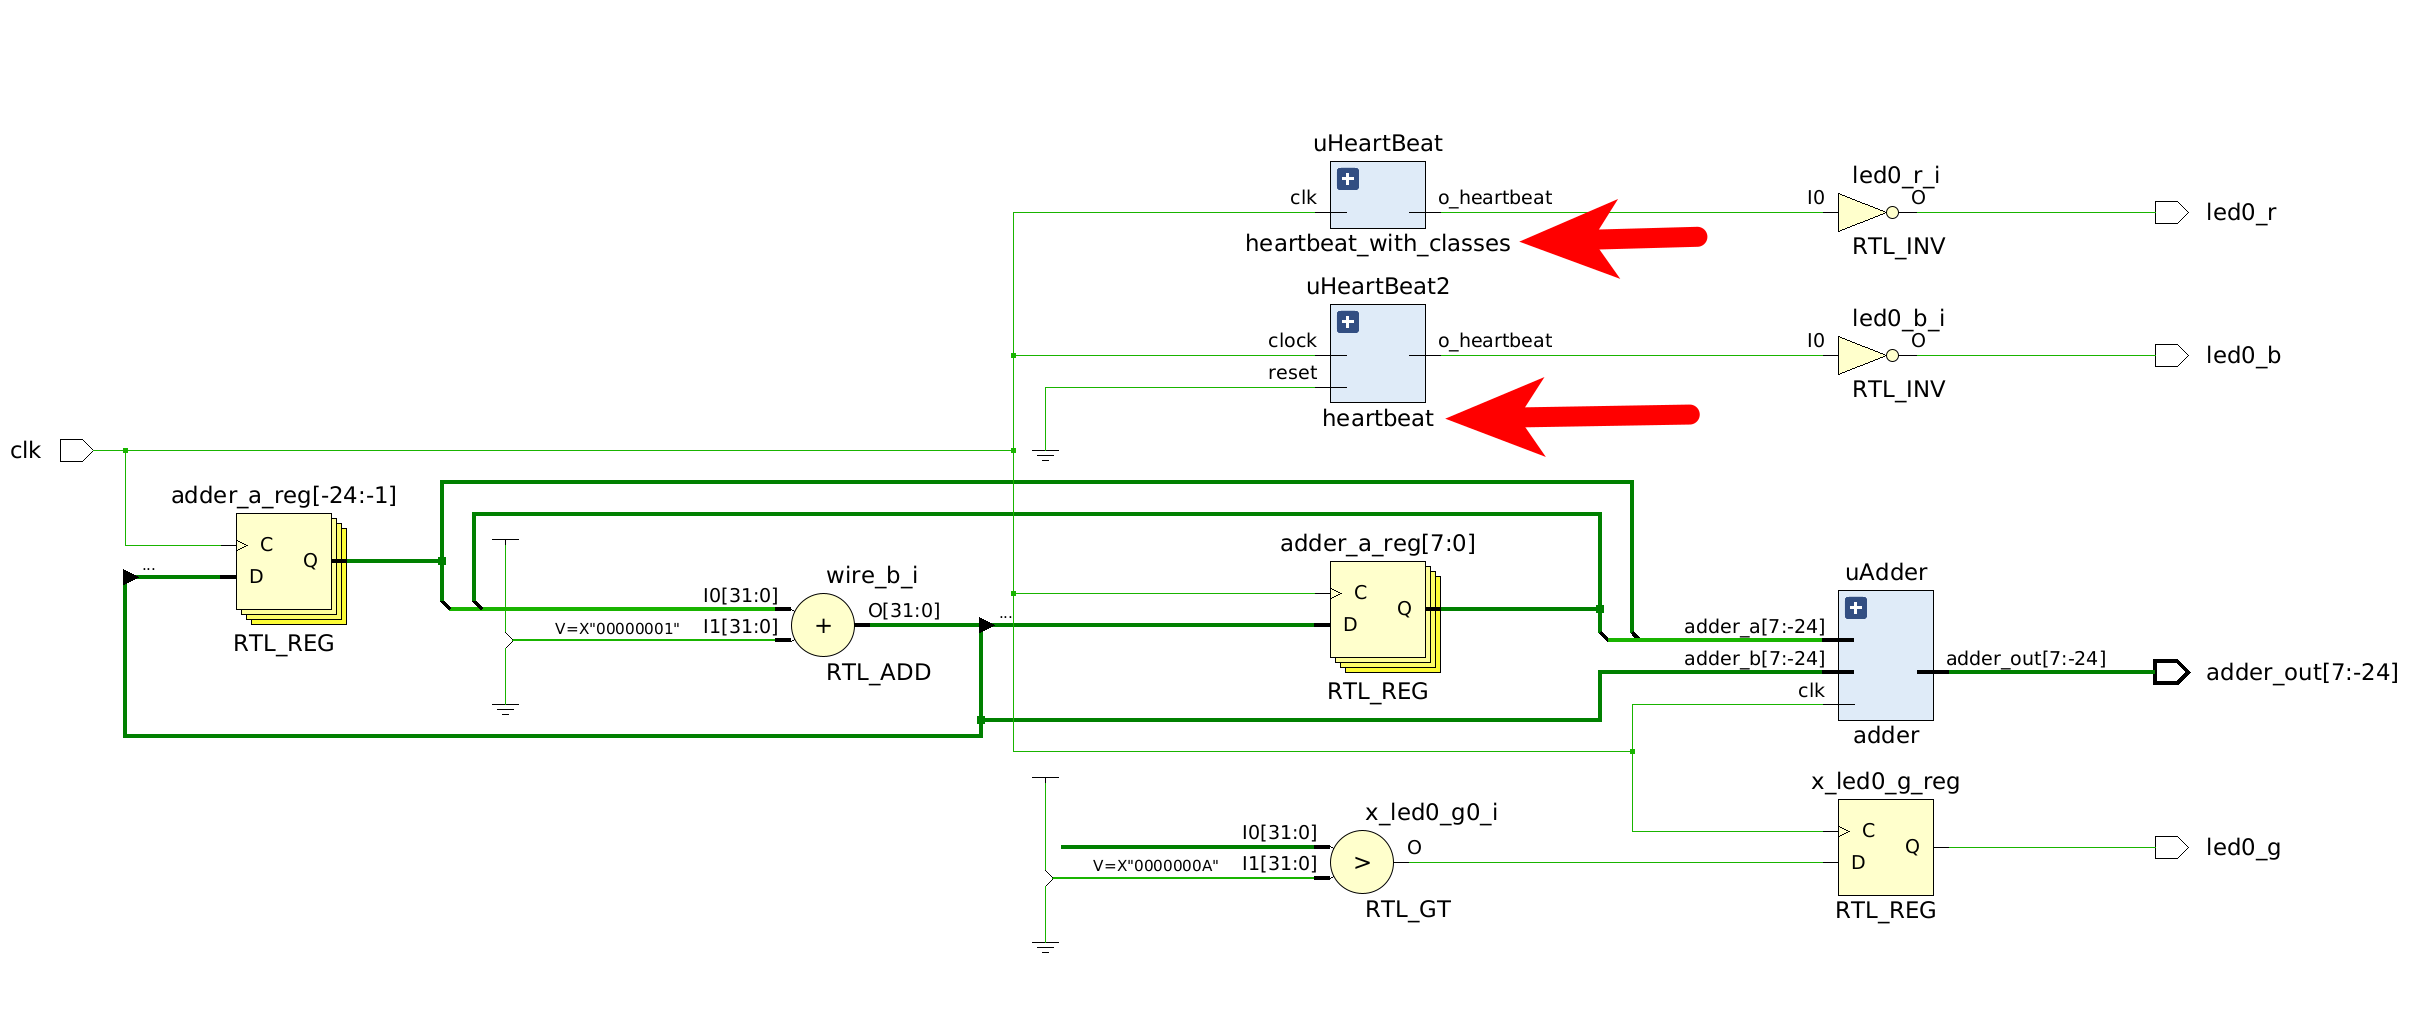 uHeartBeat
clk
o_heartbeat
heartbeat_with_classes
led0_r_i
I0
O
RTL_INV
led0_r
uHeartBeat2
clock
reset
o_heartbeat
heartbeat
led0_b_i
I0
O
RTL_INV
led0_b
clk
adder_a_reg[-24:-1]
C
Q
...
D
RTL_REG
wire_b_i
I0[31:0]
O[31:0]
V=X"00000001"
I1[31:0]
+
RTL_ADD
...
adder_a_reg[7:0]
C
Q
D
RTL_REG
uAdder
adder_a[7:-24]
adder_b[7:-24]
clk
adder_out[7:-24]
adder
adder_out[7:-24]
x_led0_g0_i
I0[31:0]
O
V=X"0000000A"
I1[31:0]
>
RTL_GT
x_led0_g_reg
C
Q
D
RTL_REG
led0_g